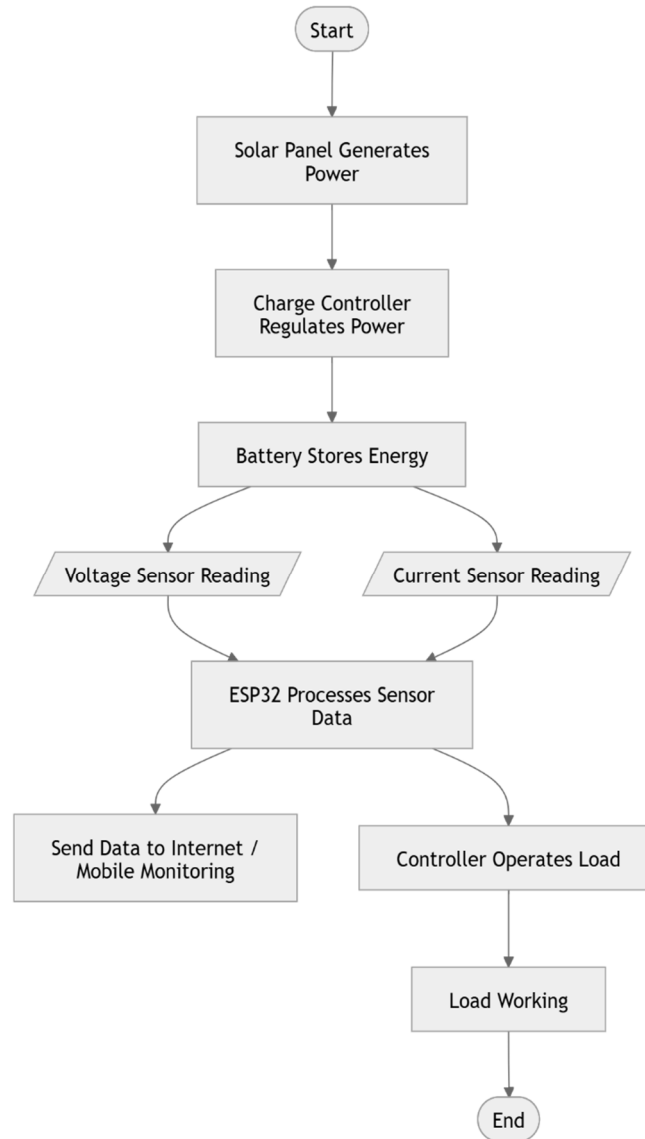 Start
Solar Panel Generates
Power
Charge Controller
Regulates Power
Battery Stores Energy
Voltage Sensor Reading
Current Sensor Reading
ESP32 Processes Sensor
Data
Send Data to Internet /
Mobile Monitoring
Controller Operates Load
Load Working
End